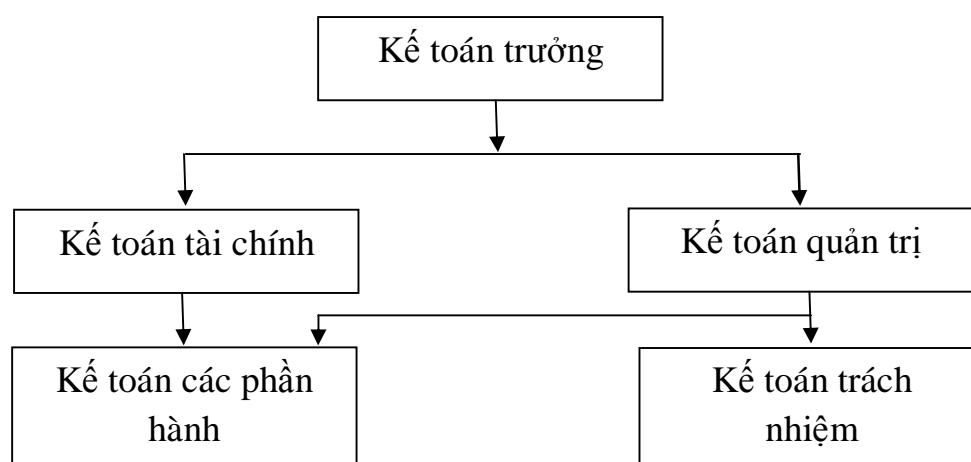 Kế toán trưởng
Kế toán tài chính
Kế toán quản trị
Kế toán các phần
hành
Kế toán trách
nhiệm